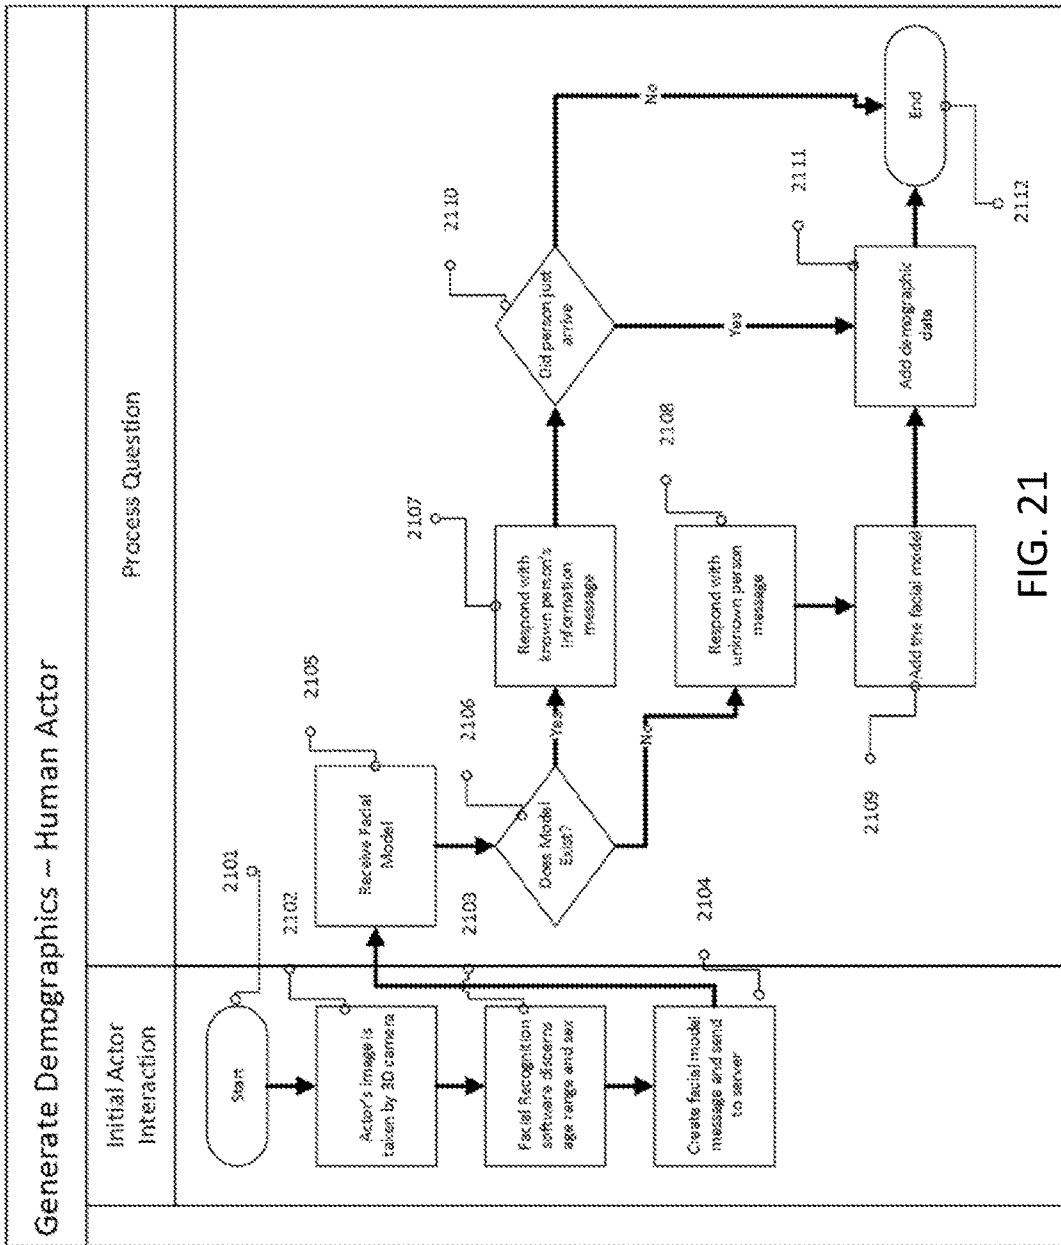 Generate Demographics – Human Actor
Initial Actor
Interaction
Process Question
Start
2101
Actor's image is
taken by 3D camera
2102
Facial Recognition
software discerns
age range and sex
2103
Create facial model
message and send
to server
2104
Receive Facial
Model
2105
Does Model
Exist?
2106
Yes
No
Respond with
known person's
information
message
2107
Respond with
unknown person
message
2108
Add the facial model
2109
Did person just
arrive
2110
Yes
No
Add demographic
data
2111
End
2112
FIG. 21